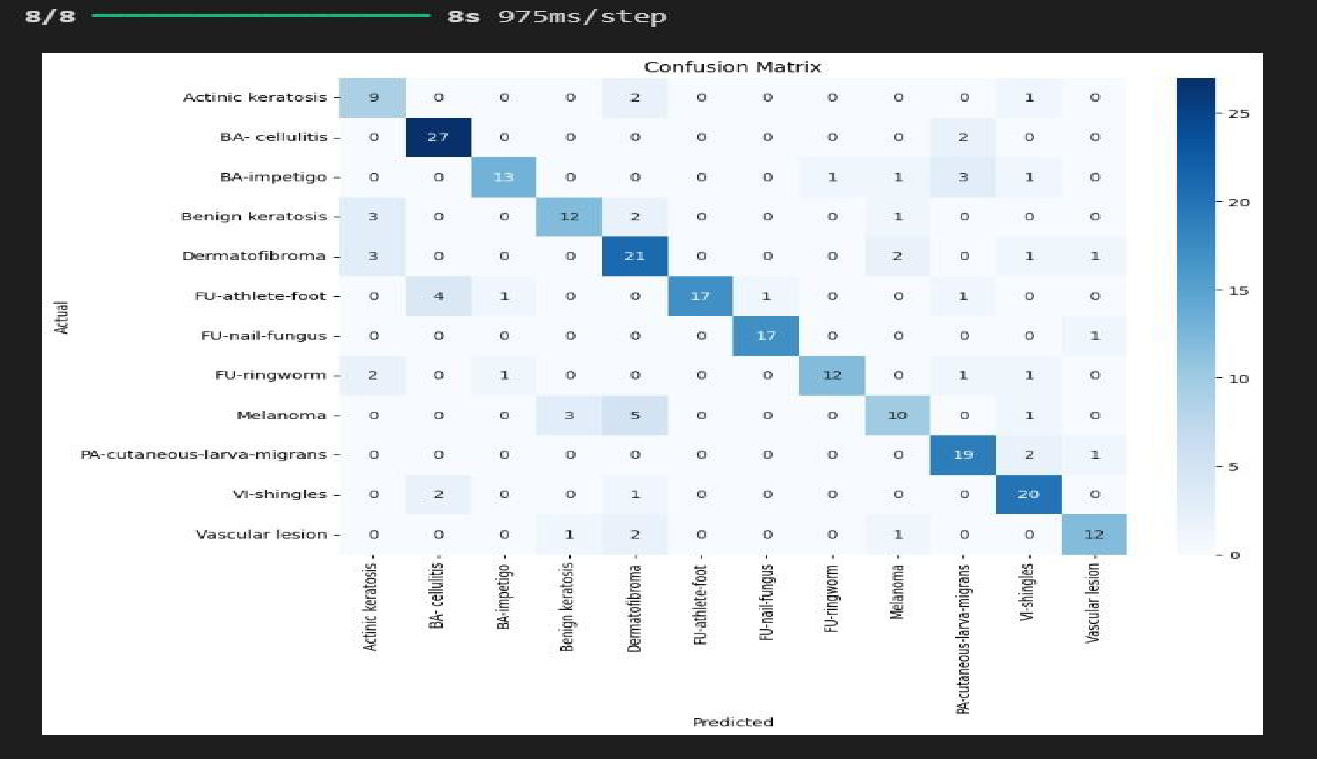 8/8 8s 975ms/step
Confusion Matrix
Actinic keratosis 9 0 0 0 2 0 0 0 0 0 1 0
BA- cellulitis 0 27 0 0 0 0 0 0 0 2 0 0
BA-impetigo 0 0 13 0 0 0 0 1 1 3 1 0
Benign keratosis 3 0 0 12 2 0 0 0 1 0 0 0
Dermatofibroma 3 0 0 0 21 0 0 0 2 0 1 1
FU-athlete-foot 0 4 1 0 0 17 1 0 0 1 0 0
FU-nail-fungus 0 0 0 0 0 0 17 0 0 0 0 1
FU-ringworm 2 0 1 0 0 0 0 12 0 1 1 0
Melanoma 0 0 0 3 5 0 0 0 10 0 1 0
PA-cutaneous-larva-migrans 0 0 0 0 0 0 0 0 0 19 2 1
VI-shingles 0 2 0 0 1 0 0 0 0 0 20 0
Vascular lesion 0 0 0 1 2 0 0 0 1 0 0 12
Actual
Actinic keratosis
BA- cellulitis
BA-impetigo
Benign keratosis
Dermatofibroma
FU-athlete-foot
FU-nail-fungus
FU-ringworm
Melanoma
PA-cutaneous-larva-migrans
VI-shingles
Vascular lesion
Predicted
25
20
15
10
5
0